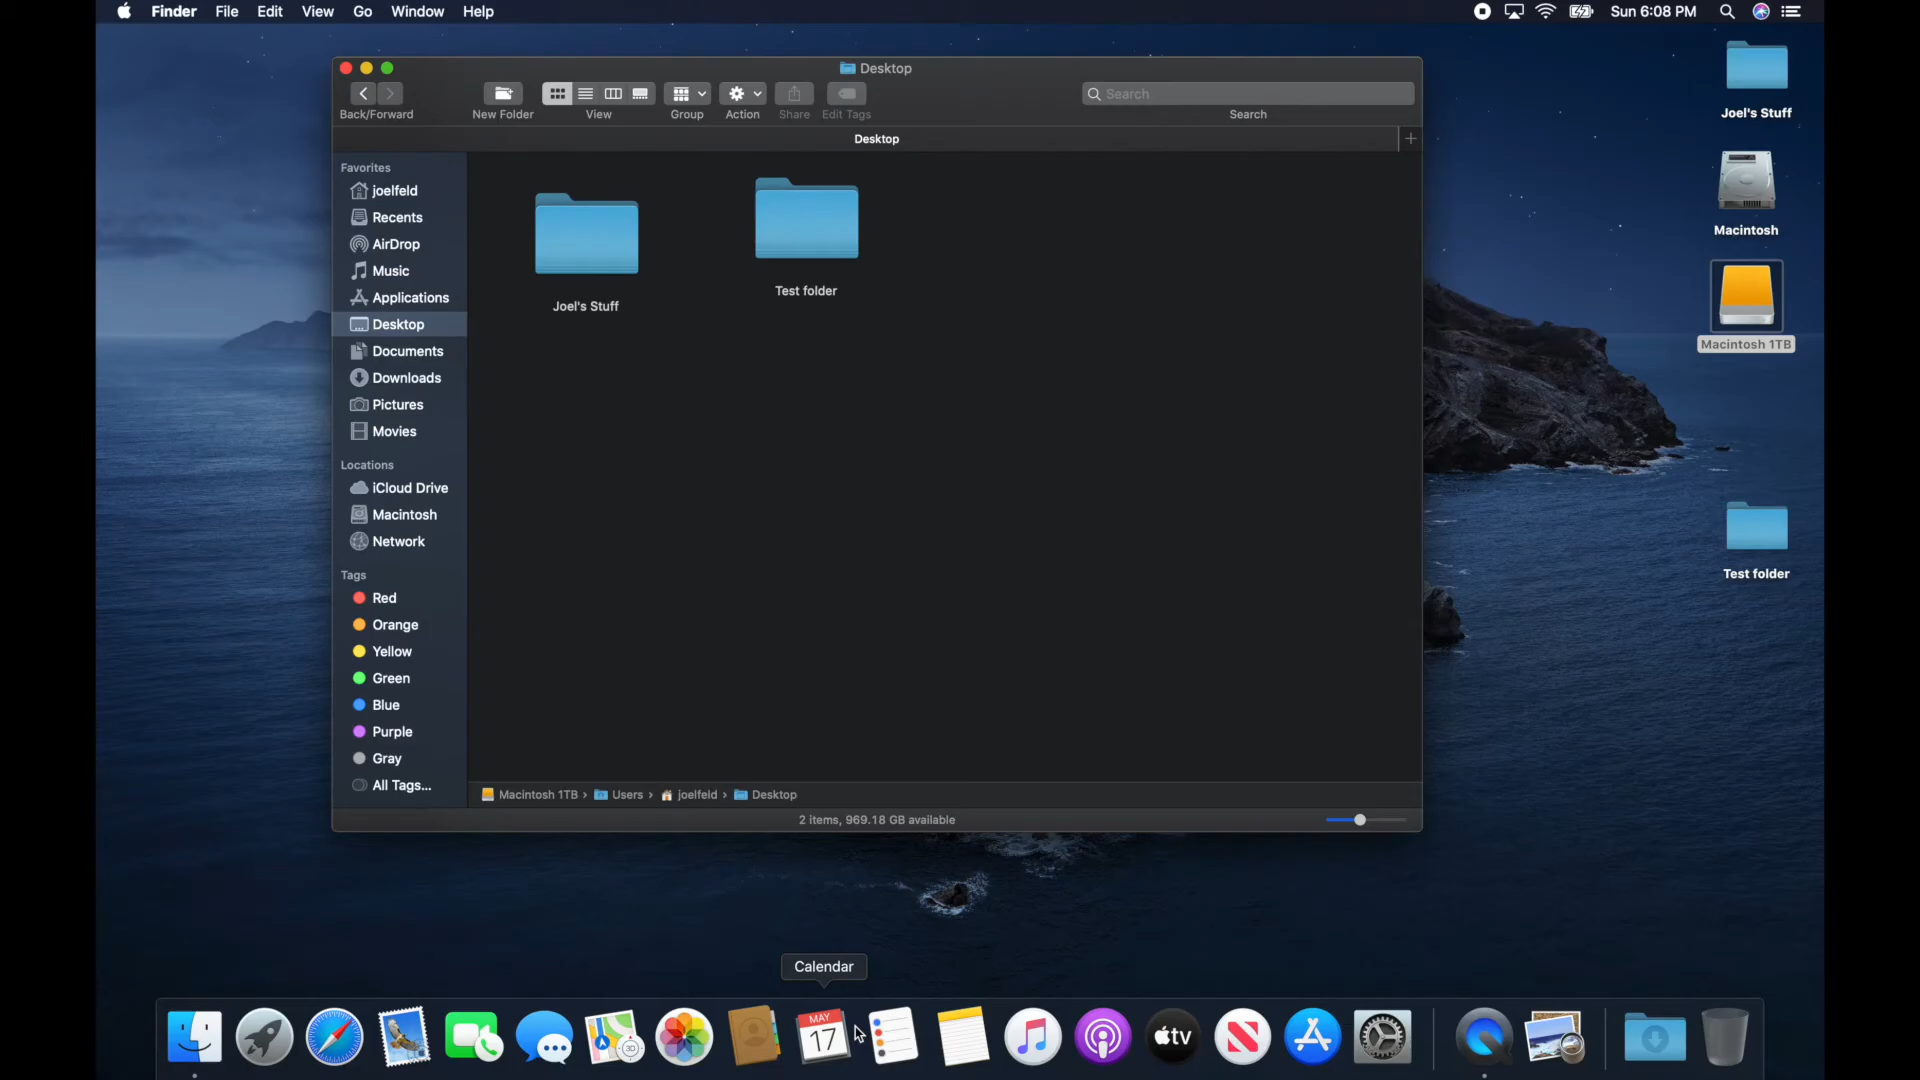 Finder File Edit View Go Window Help Sun 6:08 PM
Desktop
Search
Back/Forward New Folder View Group Action Share Edit Tags Search
Desktop
Favorites
joelfeld
Recents
AirDrop
Music
Applications
Desktop
Documents
Downloads
Pictures
Movies
Locations
iCloud Drive
Macintosh
Network
Tags
Red
Orange
Yellow
Green
Blue
Purple
Gray
All Tags...
Joel's Stuff
Test folder
Macintosh 1TB › Users › joelfeld › Desktop
2 items, 969.18 GB available
Joel's Stuff
Macintosh
Macintosh 1TB
Test folder
Calendar
MAY
17
3D
tv